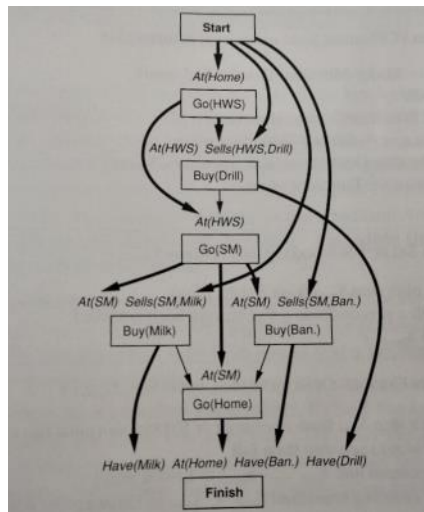 Start
At(Home)
Go(HWS)
At(HWS) Sells(HWS,Drill)
Buy(Drill)
At(HWS)
Go(SM)
At(SM) Sells(SM,Milk) At(SM) Sells(SM,Ban.)
Buy(Milk) Buy(Ban.)
At(SM)
Go(Home)
Have(Milk) At(Home) Have(Ban.) Have(Drill)
Finish